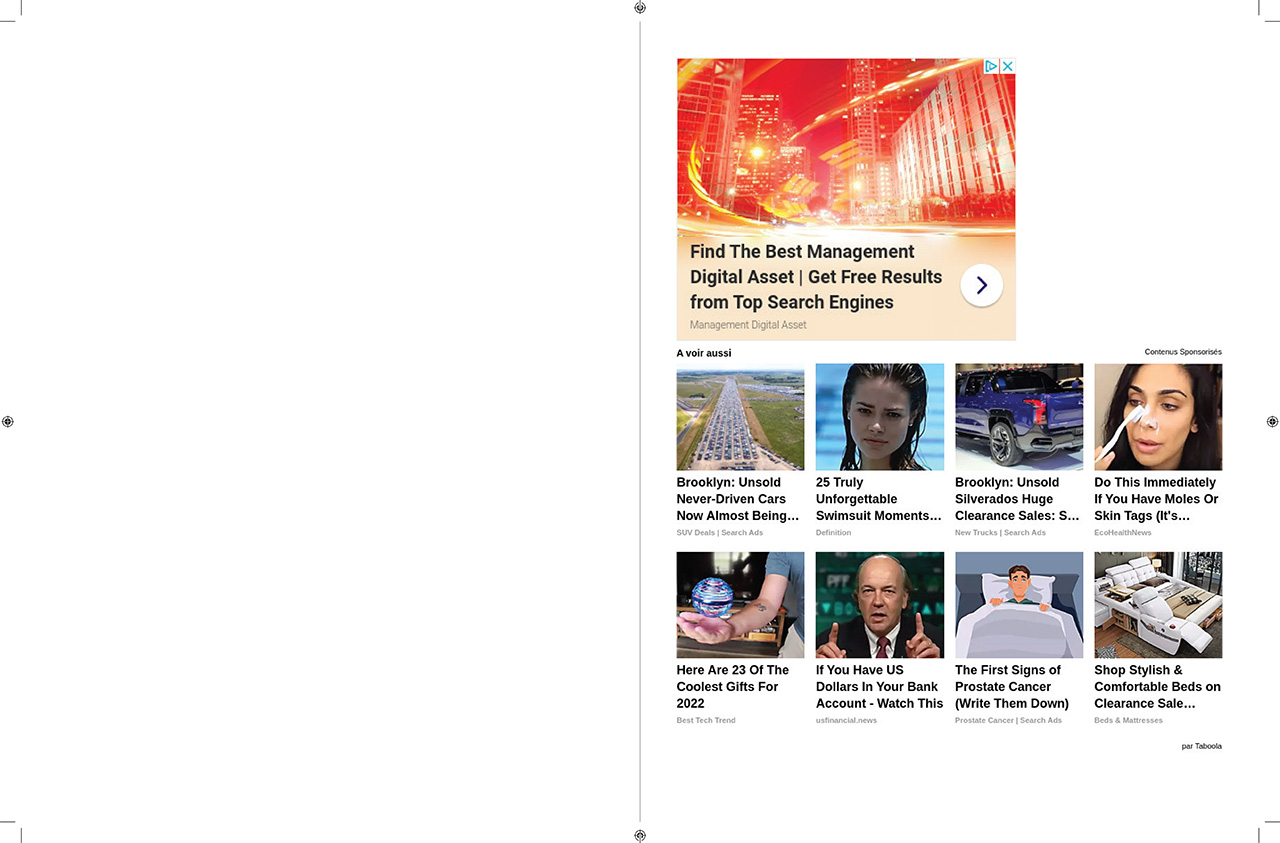 Find The Best Management
Digital Asset | Get Free Results
from Top Search Engines
Management Digital Asset
A voir aussi
Contenus Sponsorisés
Brooklyn: Unsold
Never-Driven Cars
Now Almost Being...
SUV Deals | Search Ads
25 Truly
Unforgettable
Swimsuit Moments...
Definition
Brooklyn: Unsold
Silverados Huge
Clearance Sales: S...
New Trucks | Search Ads
Do This Immediately
If You Have Moles Or
Skin Tags (It's...
EcoHealthNews
PFF
Here Are 23 Of The
Coolest Gifts For
2022
Best Tech Trend
If You Have US
Dollars In Your Bank
Account - Watch This
usfinancial.news
The First Signs of
Prostate Cancer
(Write Them Down)
Prostate Cancer | Search Ads
Shop Stylish &
Comfortable Beds on
Clearance Sale...
Beds & Mattresses
par Taboola